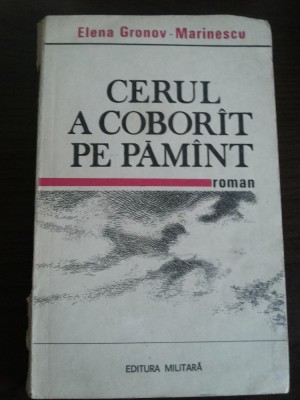 Elena Gronov-Marinescu
CERUL
A COBORÎT
PE PĂMÎNT
roman
EDITURA MILITARĂ